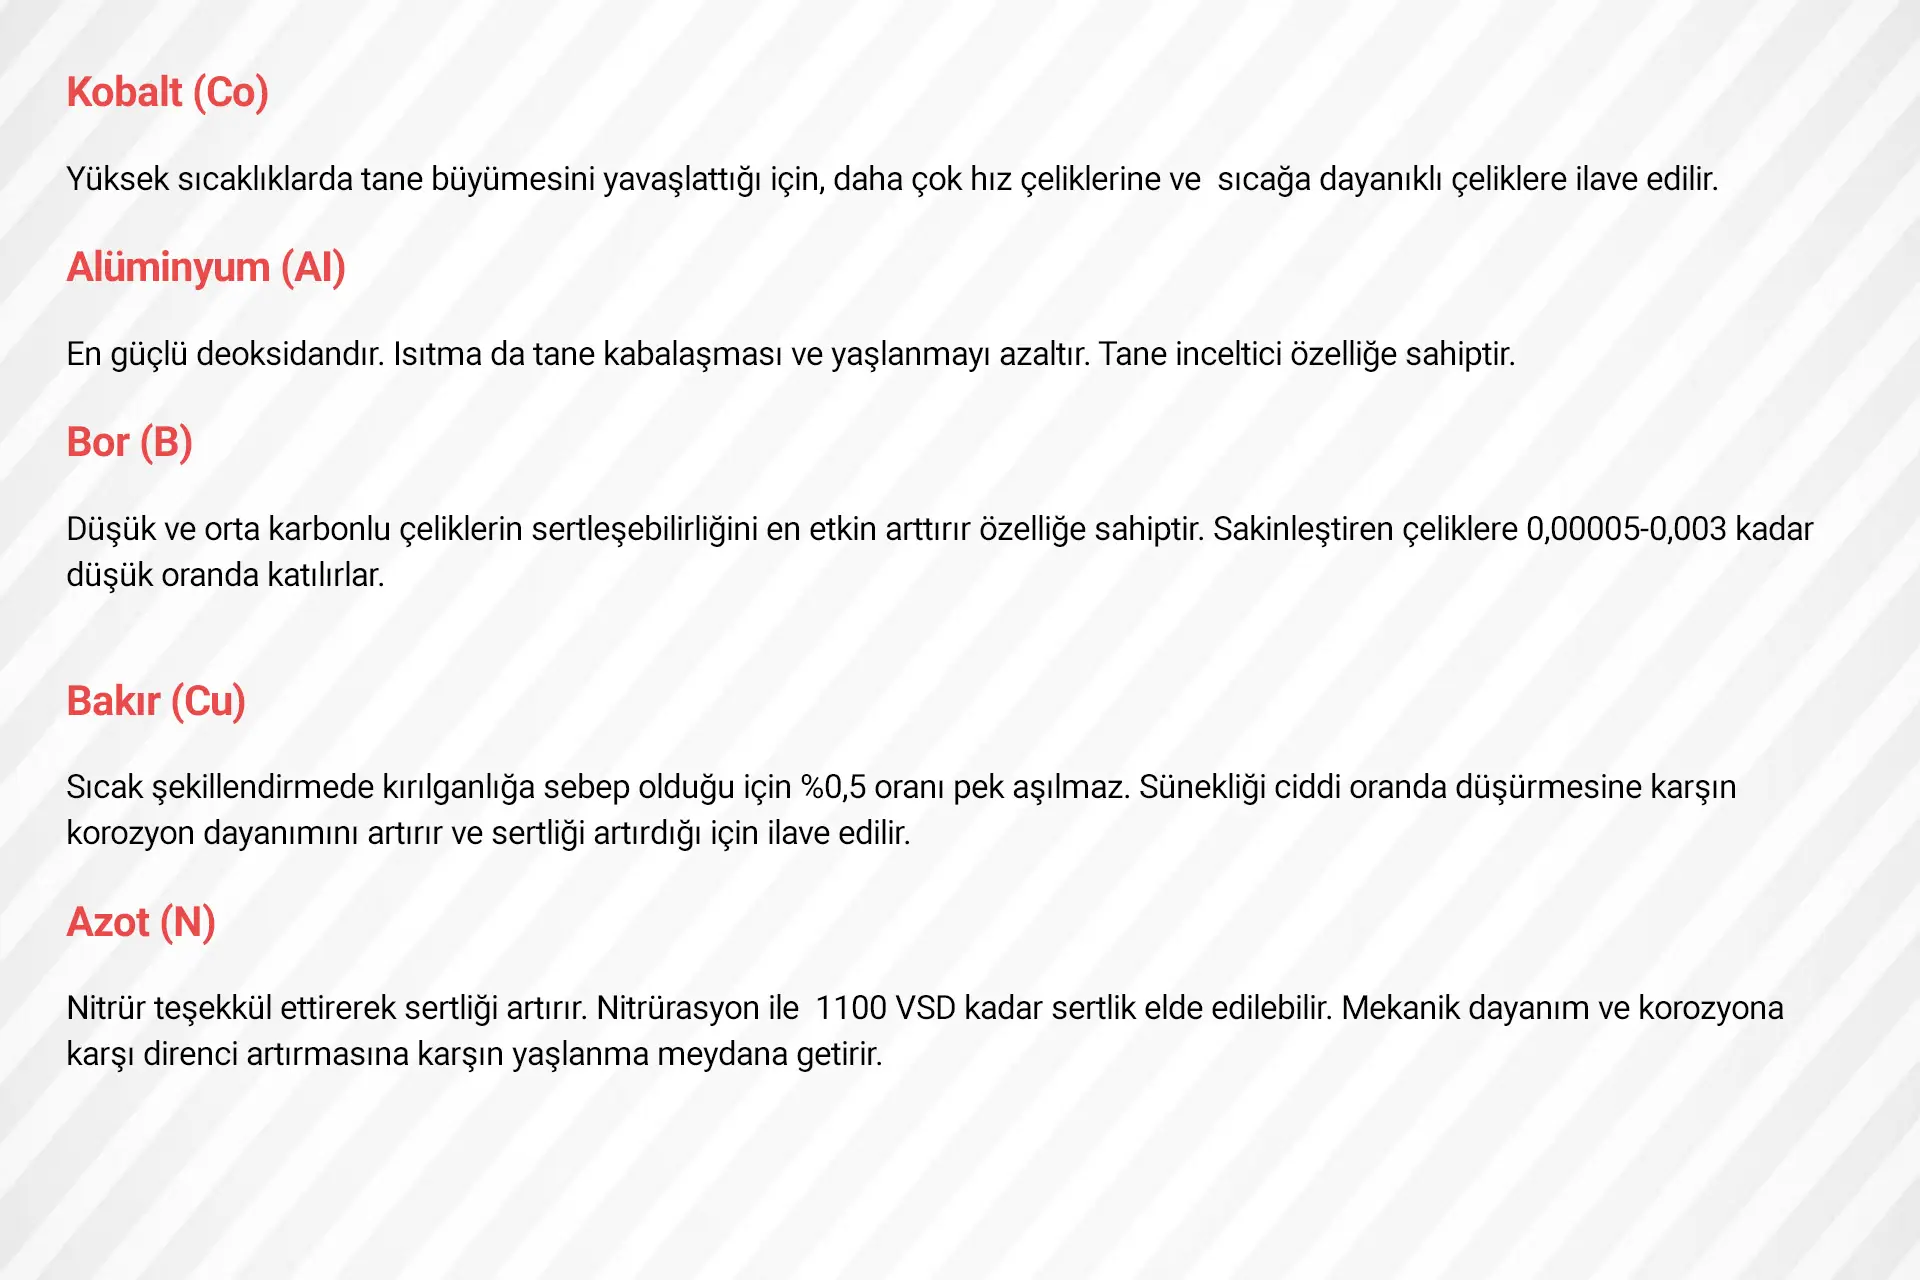 Kobalt (Co)
Yüksek sıcaklıklarda tane büyümesini yavaşlattığı için, daha çok hız çeliklerine ve  sıcağa dayanıklı çeliklere ilave edilir.
Alüminyum (Al)
En güçlü deoksidandır. Isıtma da tane kabalaşması ve yaşlanmayı azaltır. Tane inceltici özelliğe sahiptir.
Bor (B)
Düşük ve orta karbonlu çeliklerin sertleşebilirliğini en etkin arttırır özelliğe sahiptir. Sakinleştiren çeliklere 0,00005-0,003 kadar
düşük oranda katılırlar.
Bakır (Cu)
Sıcak şekillendirmede kırılganlığa sebep olduğu için %0,5 oranı pek aşılmaz. Sünekliği ciddi oranda düşürmesine karşın
korozyon dayanımını artırır ve sertliği artırdığı için ilave edilir.
Azot (N)
Nitrür teşekkül ettirerek sertliği artırır. Nitrürasyon ile  1100 VSD kadar sertlik elde edilebilir. Mekanik dayanım ve korozyona
karşı direnci artırmasına karşın yaşlanma meydana getirir.